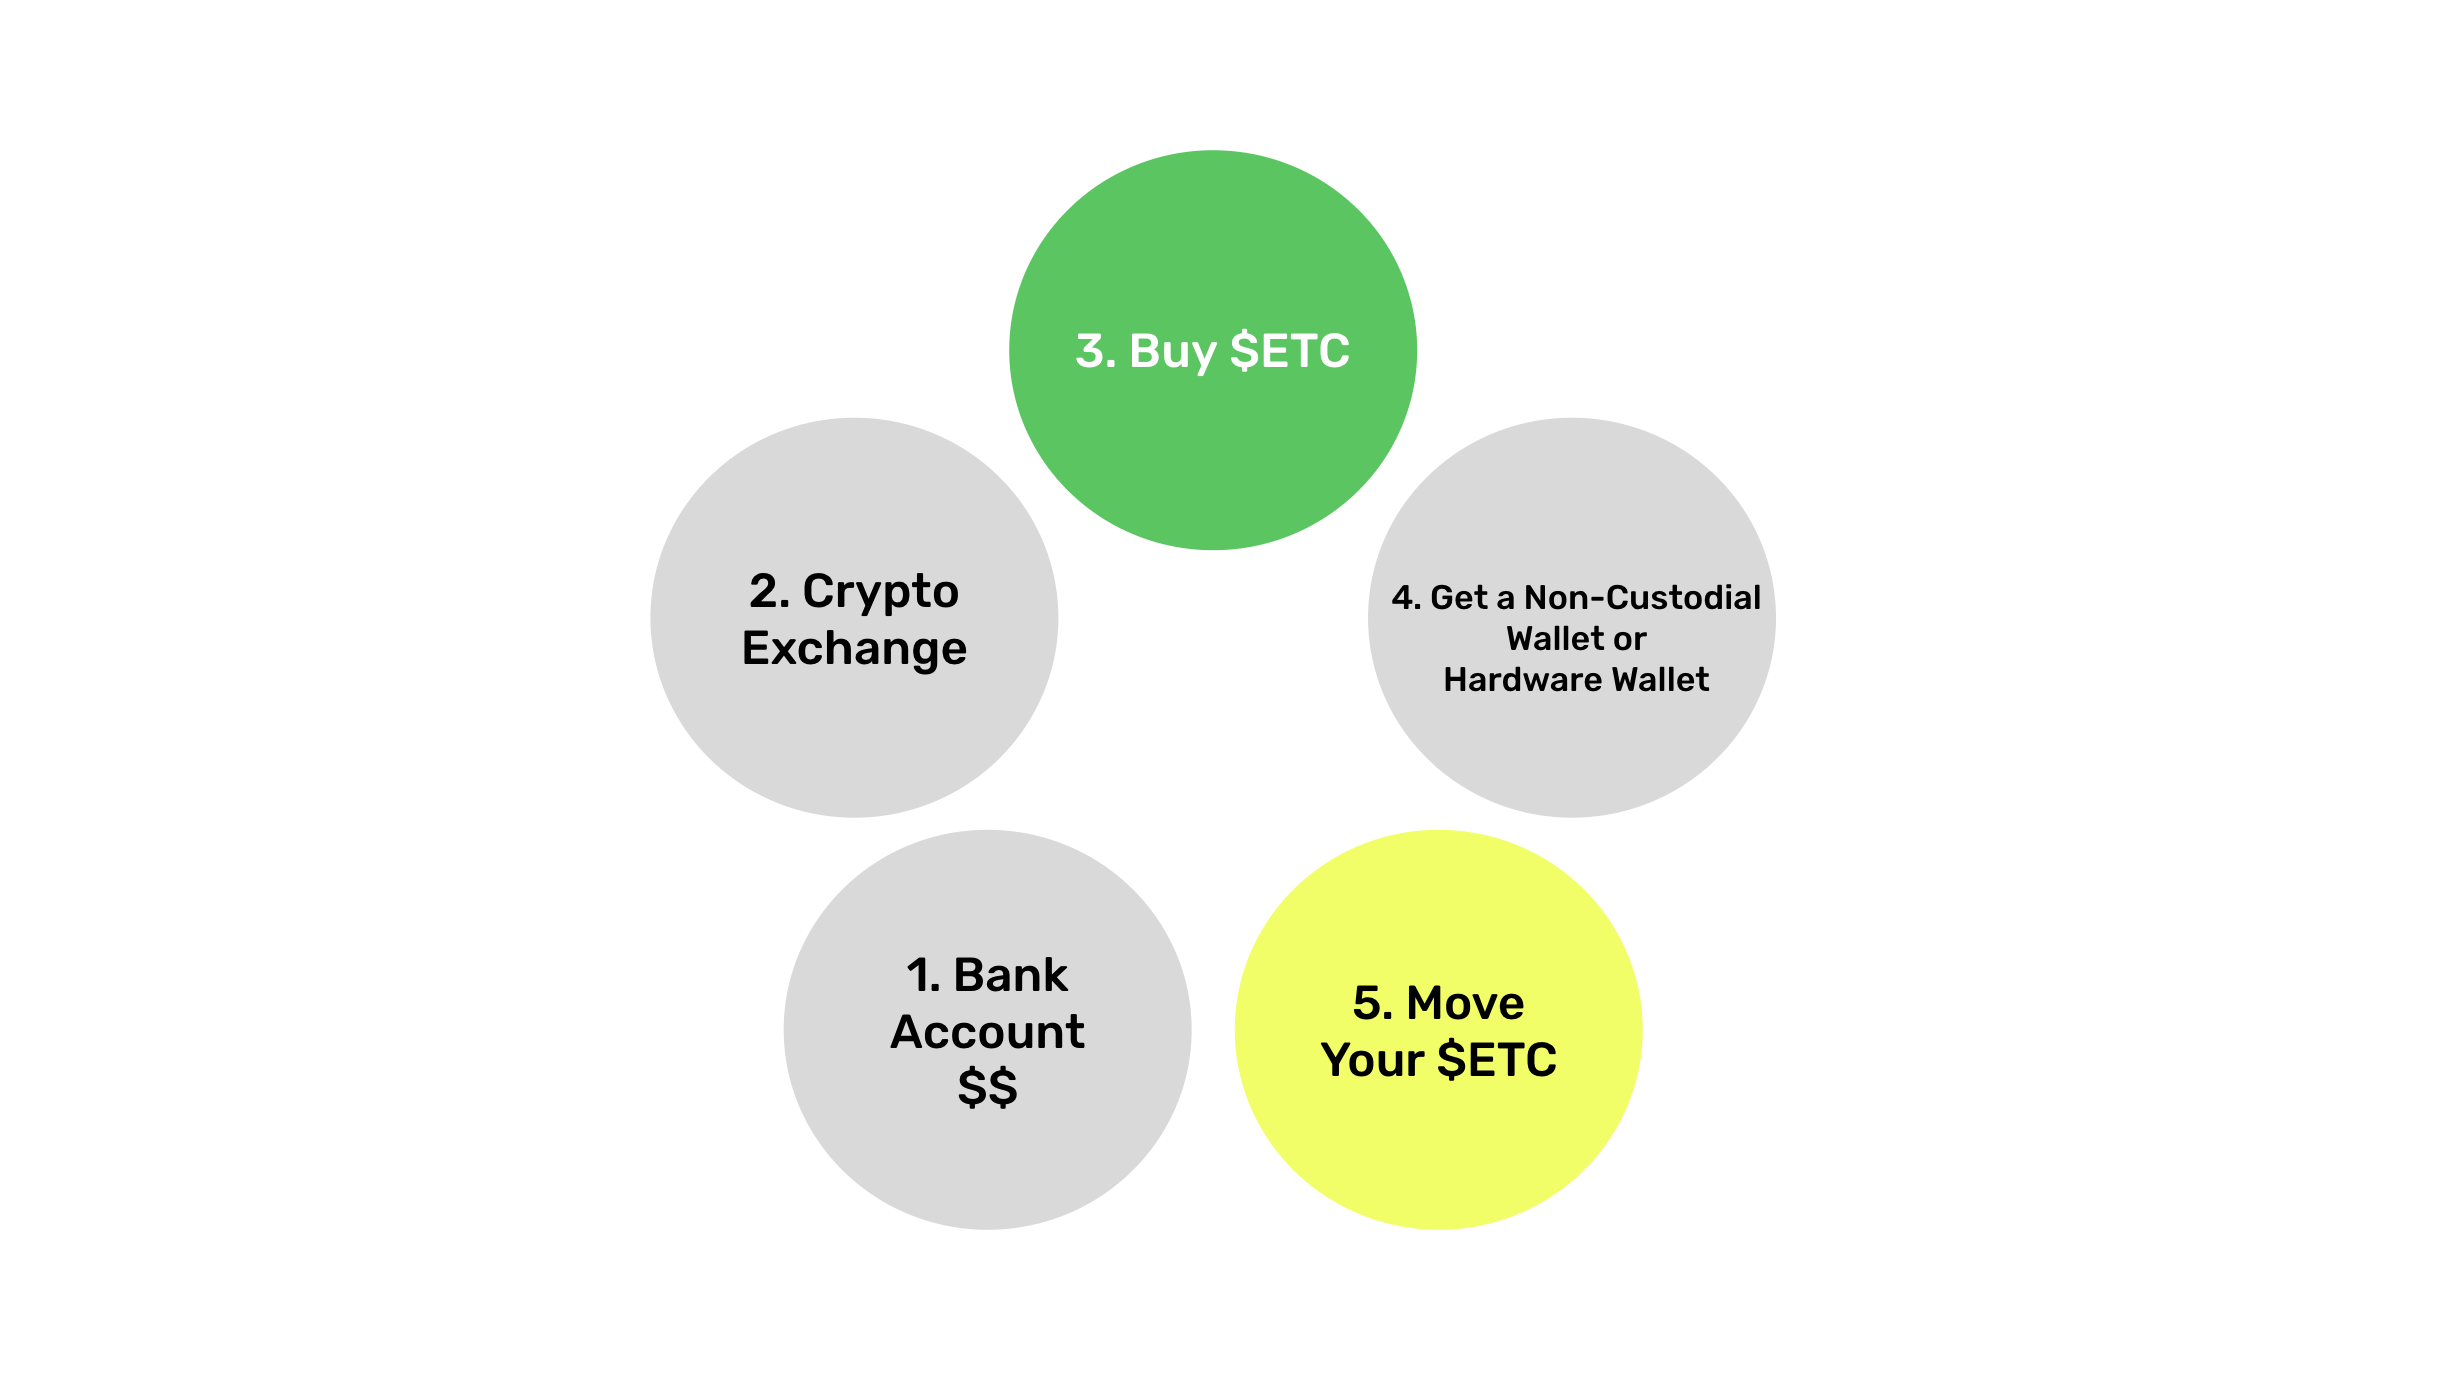 3. Buy $ETC
2. Crypto
Exchange
4. Get a Non-Custodial
Wallet or
Hardware Wallet
1. Bank
Account
$$
5. Move
Your $ETC